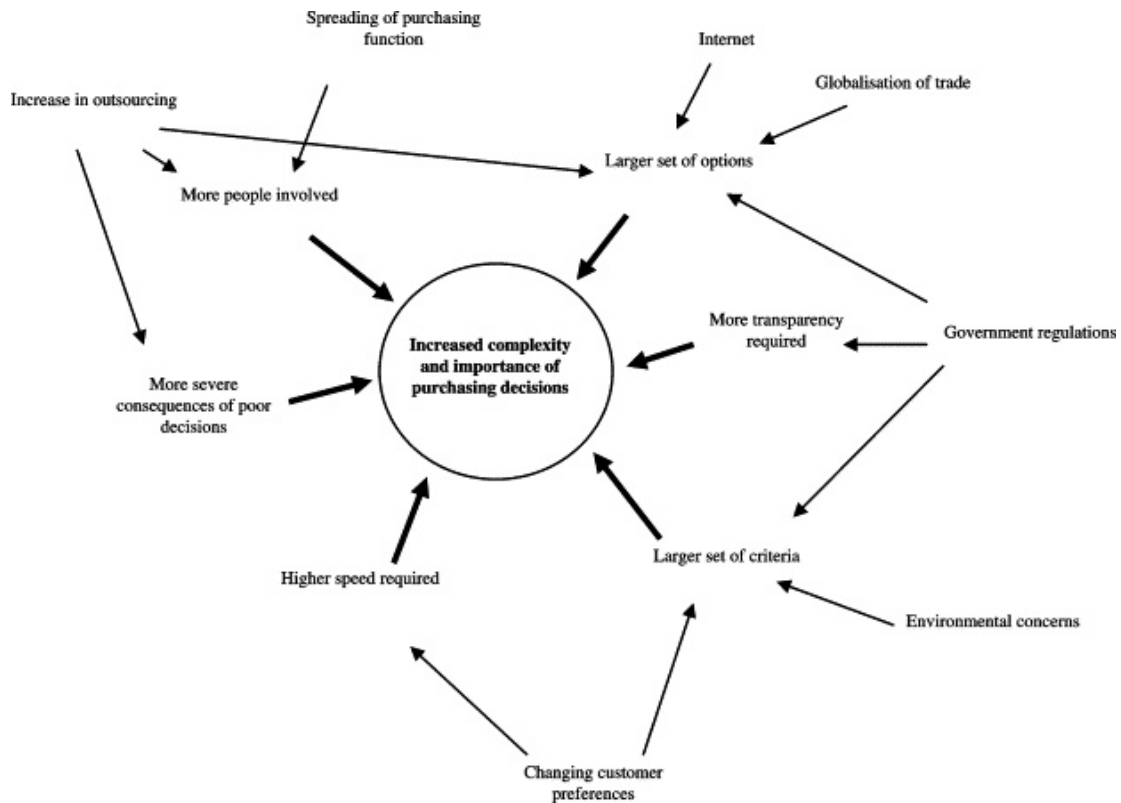 Spreading of purchasing
function
Internet
Globalisation of trade
Increase in outsourcing
Larger set of options
More people involved
More transparency
required
Government regulations
Increased complexity
and importance of
purchasing decisions
More severe
consequences of poor
decisions
Larger set of criteria
Higher speed required
Environmental concerns
Changing customer
preferences